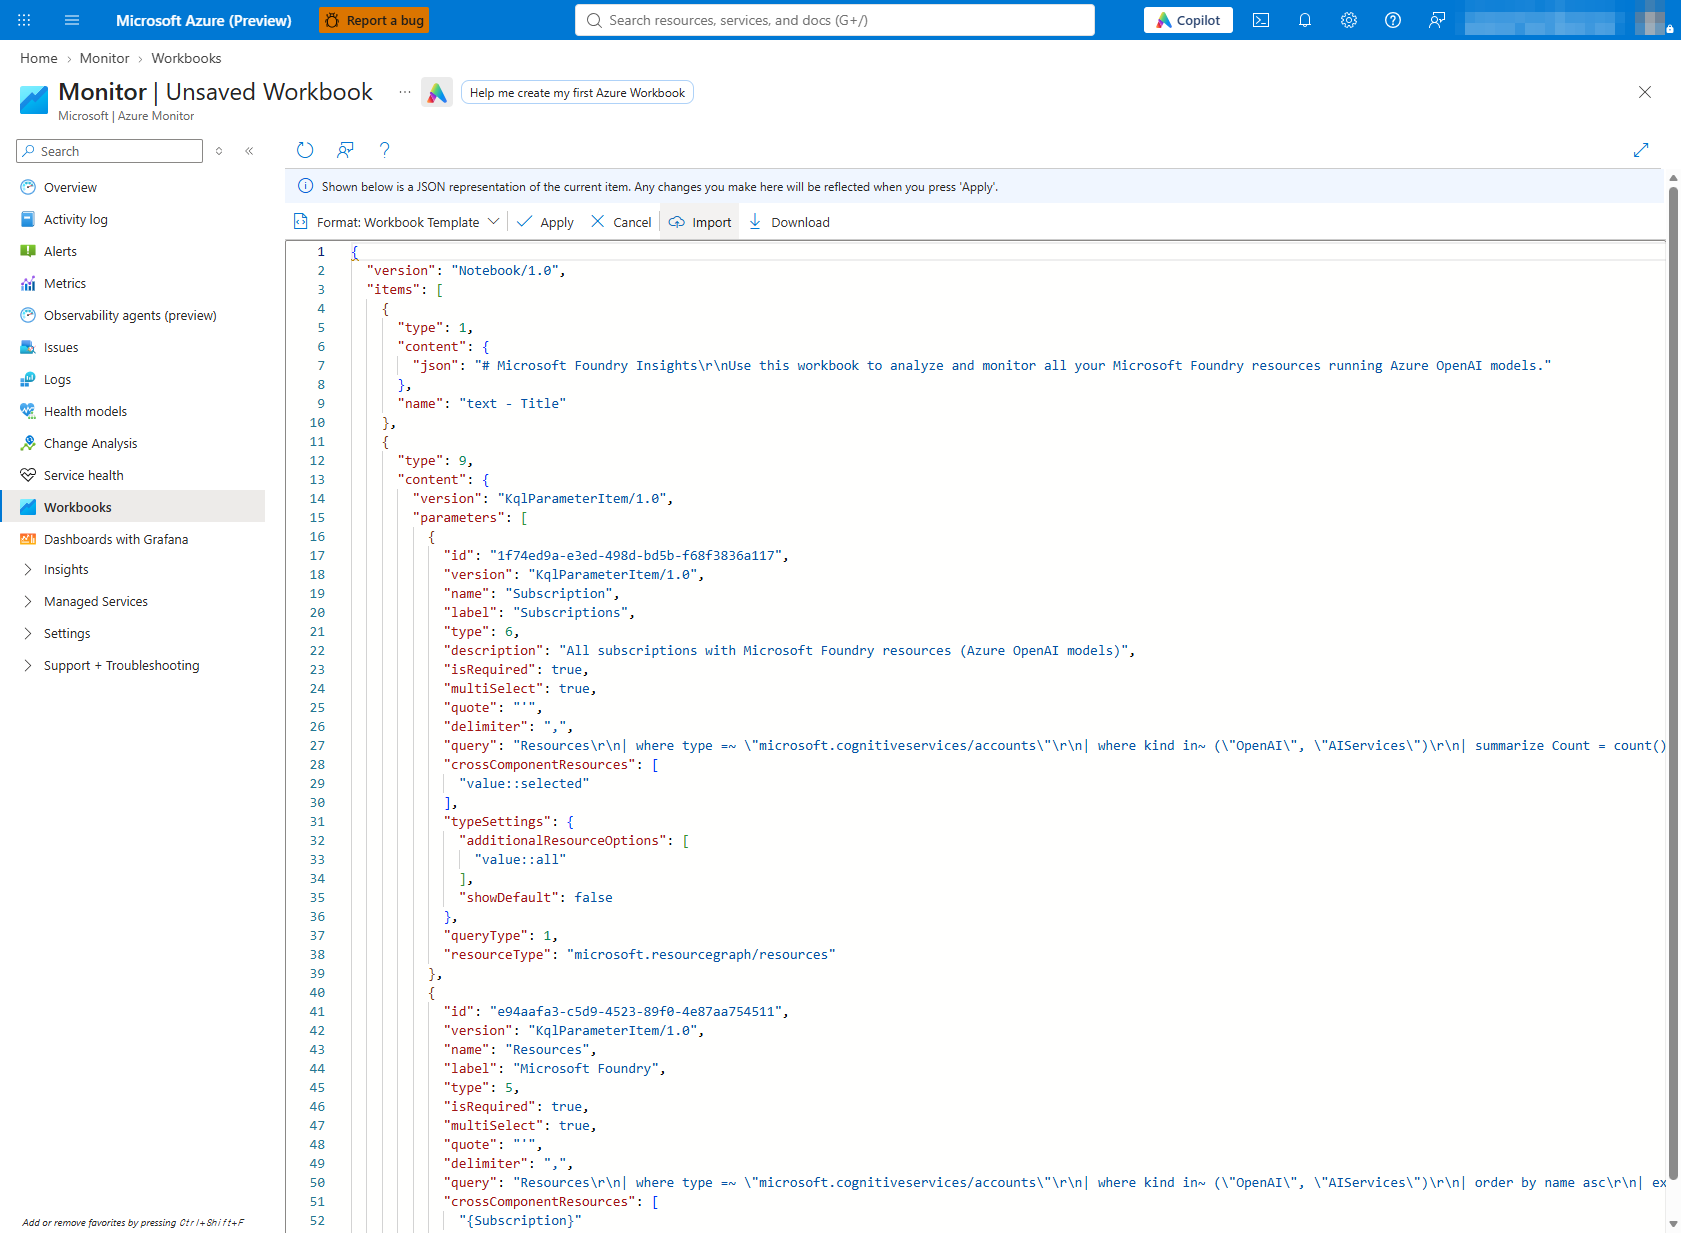 Microsoft Azure (Preview)
Report a bug
Search resources, services, and docs (G+/)
Copilot
Home > Monitor > Workbooks
Monitor | Unsaved Workbook
...
Help me create my first Azure Workbook
Microsoft | Azure Monitor
Search
Overview
Activity log
Alerts
Metrics
Observability agents (preview)
Issues
Logs
Health models
Change Analysis
Service health
Workbooks
Dashboards with Grafana
Insights
Managed Services
Settings
Support + Troubleshooting
Add or remove favorites by pressing Ctrl+Shift+F
Shown below is a JSON representation of the current item. Any changes you make here will be reflected when you press 'Apply'.
Format: Workbook Template
Apply
Cancel
Import
Download
1 {
2 "version": "Notebook/1.0",
3 "items": [
4 {
5 "type": 1,
6 "content": {
7 "json": "# Microsoft Foundry Insights\r\nUse this workbook to analyze and monitor all your Microsoft Foundry resources running Azure OpenAI models."
8 },
9 "name": "text - Title"
10 },
11 {
12 "type": 9,
13 "content": {
14 "version": "KqlParameterItem/1.0",
15 "parameters": [
16 {
17 "id": "1f74ed9a-e3ed-498d-bd5b-f68f3836a117",
18 "version": "KqlParameterItem/1.0",
19 "name": "Subscription",
20 "label": "Subscriptions",
21 "type": 6,
22 "description": "All subscriptions with Microsoft Foundry resources (Azure OpenAI models)",
23 "isRequired": true,
24 "multiSelect": true,
25 "quote": "'",
26 "delimiter": ",",
27 "query": "Resources\r\n| where type =~ \"microsoft.cognitiveservices/accounts\"\r\n| where kind in~ (\"OpenAI\", \"AIServices\")\r\n| summarize Count = count()
28 "crossComponentResources": [
29 "value::selected"
30 ],
31 "typeSettings": {
32 "additionalResourceOptions": [
33 "value::all"
34 ],
35 "showDefault": false
36 },
37 "queryType": 1,
38 "resourceType": "microsoft.resourcegraph/resources"
39 },
40 {
41 "id": "e94aafa3-c5d9-4523-89f0-4e87aa754511",
42 "version": "KqlParameterItem/1.0",
43 "name": "Resources",
44 "label": "Microsoft Foundry",
45 "type": 5,
46 "isRequired": true,
47 "multiSelect": true,
48 "quote": "'",
49 "delimiter": ",",
50 "query": "Resources\r\n| where type =~ \"microsoft.cognitiveservices/accounts\"\r\n| where kind in~ (\"OpenAI\", \"AIServices\")\r\n| order by name asc\r\n| ex
51 "crossComponentResources": [
52 "{Subscription}"